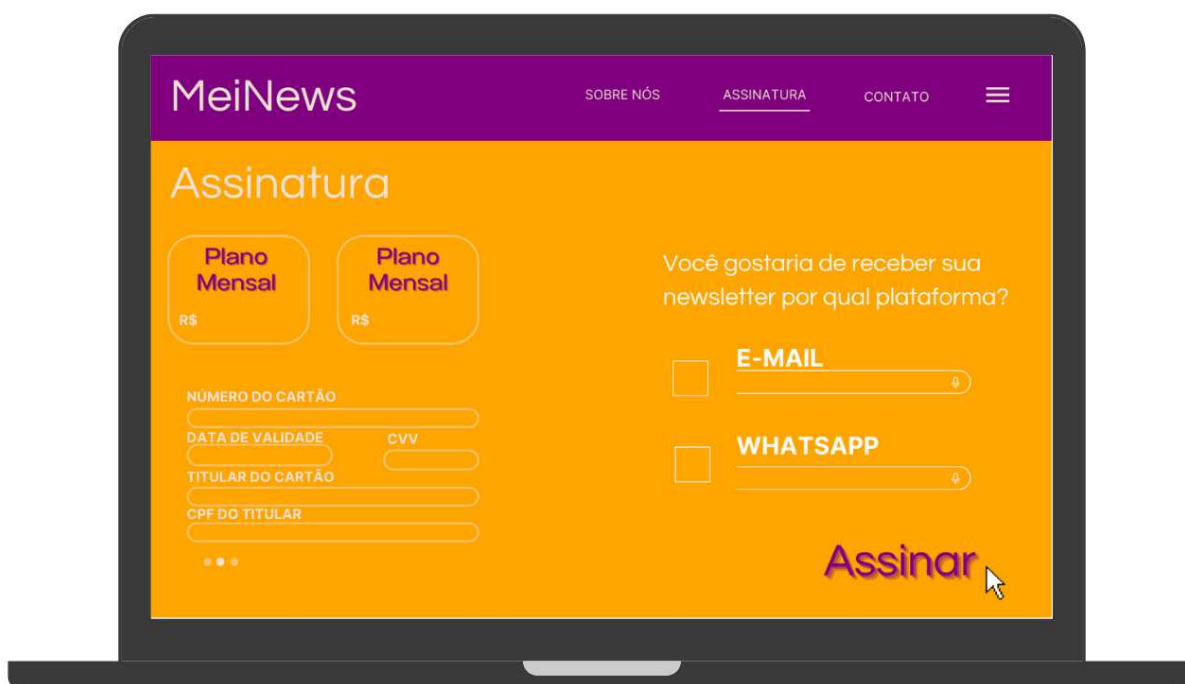 MeiNews
SOBRE NÓS
ASSINATURA
CONTATO
Assinatura
Plano
Mensal
R$
Plano
Mensal
R$
NÚMERO DO CARTÃO
DATA DE VALIDADE
CVV
TITULAR DO CARTÃO
CPF DO TITULAR
Você gostaria de receber sua
newsletter por qual plataforma?
E-MAIL
WHATSAPP
Assinar